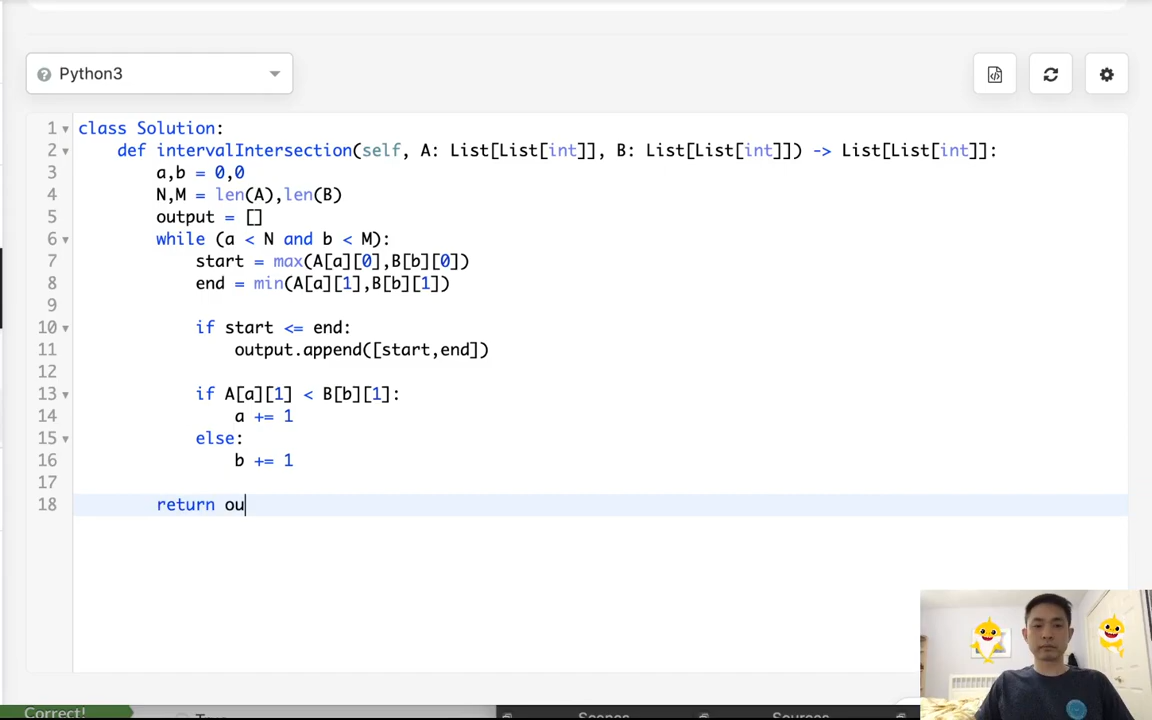 Python3
1 class Solution:
2 def intervalIntersection(self, A: List[List[int]], B: List[List[int]]) -> List[List[int]]:
3 a,b = 0,0
4 N,M = len(A),len(B)
5 output = []
6 while (a < N and b < M):
7 start = max(A[a][0],B[b][0])
8 end = min(A[a][1],B[b][1])
9
10 if start <= end:
11 output.append([start,end])
12
13 if A[a][1] < B[b][1]:
14 a += 1
15 else:
16 b += 1
17
18 return ou
Correct!
Scenes
Sources